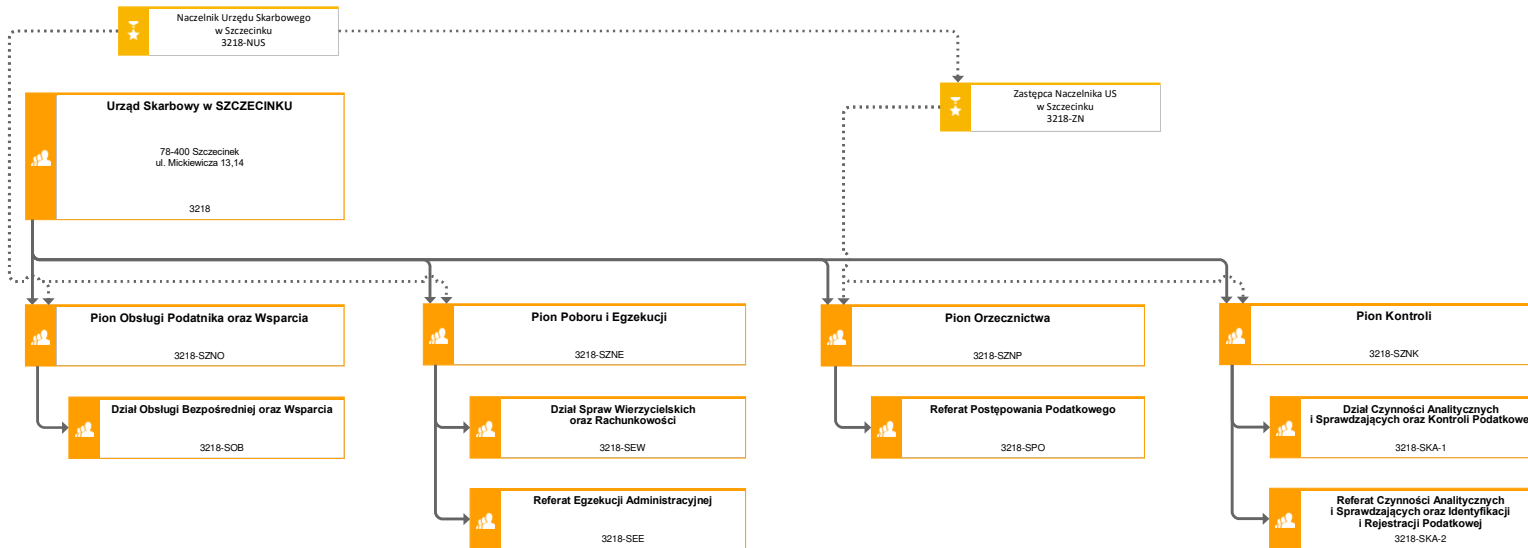 Naczelnik Urzędu Skarbowego
w Szczecinku
3218-NUS
Zastępca Naczelnika US
w Szczecinku
3218-ZN
Urząd Skarbowy w SZCZECINKU
78-400 Szczecinek
ul. Mickiewicza 13,14
3218
Pion Obsługi Podatnika oraz Wsparcia
3218-SZNO
Dział Obsługi Bezpośredniej oraz Wsparcia
3218-SOB
Pion Poboru i Egzekucji
3218-SZNE
Dział Spraw Wierzycielskich
oraz Rachunkowości
3218-SEW
Referat Egzekucji Administracyjnej
3218-SEE
Pion Orzecznictwa
3218-SZNP
Referat Postępowania Podatkowego
3218-SPO
Pion Kontroli
3218-SZNK
Dział Czynności Analitycznych
i Sprawdzających oraz Kontroli Podatkowe
3218-SKA-1
Referat Czynności Analitycznych
i Sprawdzających oraz Identyfikacji
i Rejestracji Podatkowej
3218-SKA-2